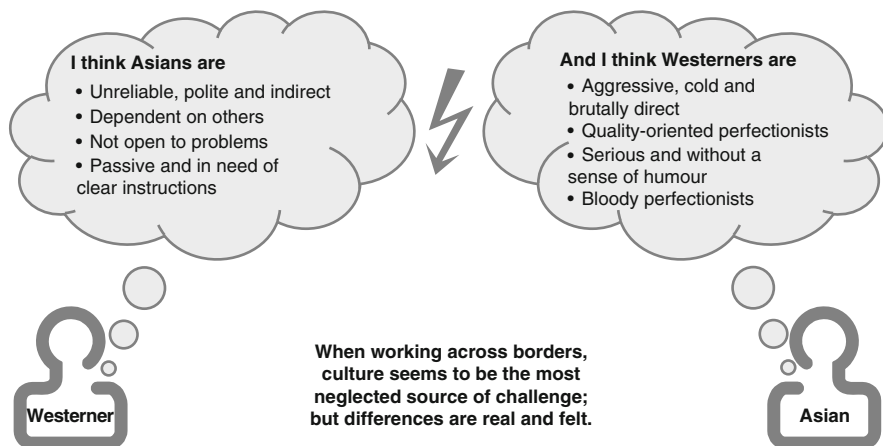 I think Asians are
• Unreliable, polite and indirect
• Dependent on others
• Not open to problems
• Passive and in need of
clear instructions
And I think Westerners are
• Aggressive, cold and
brutally direct
• Quality-oriented perfectionists
• Serious and without a
sense of humour
• Bloody perfectionists
When working across borders,
culture seems to be the most
neglected source of challenge;
but differences are real and felt.
Westerner
Asian